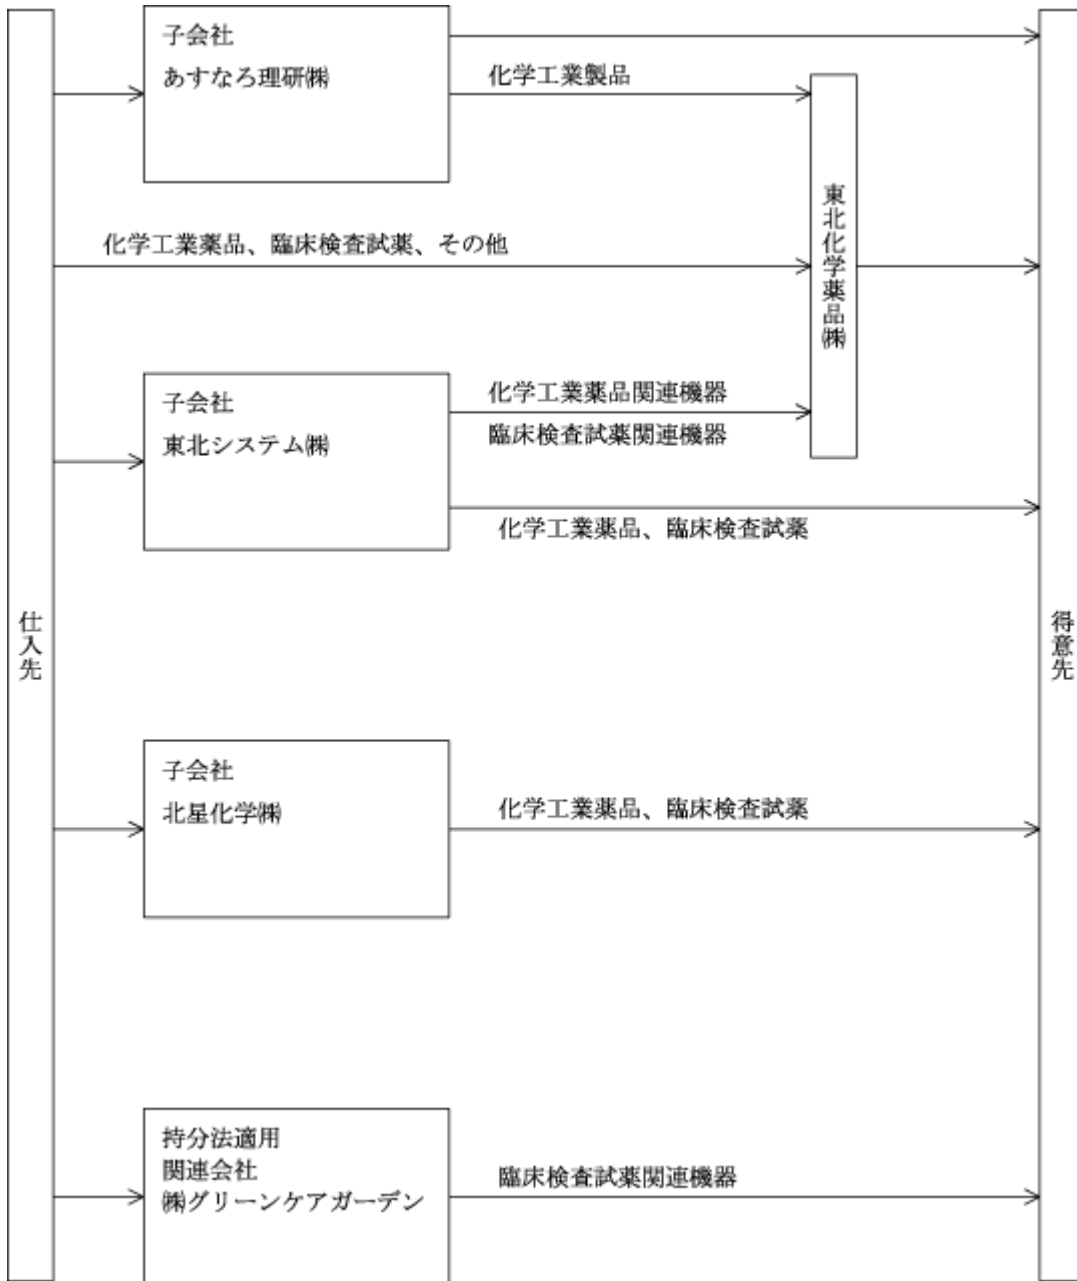 子会社
あすなろ理研㈱
化学工業製品
東北化学薬品㈱
化学工業薬品、臨床検査試薬、その他
子会社
東北システム㈱
化学工業薬品関連機器
臨床検査試薬関連機器
化学工業薬品、臨床検査試薬
仕入先
得意先
子会社
北星化学㈱
化学工業薬品、臨床検査試薬
持分法適用
関連会社
㈱グリーンケアガーデン
臨床検査試薬関連機器